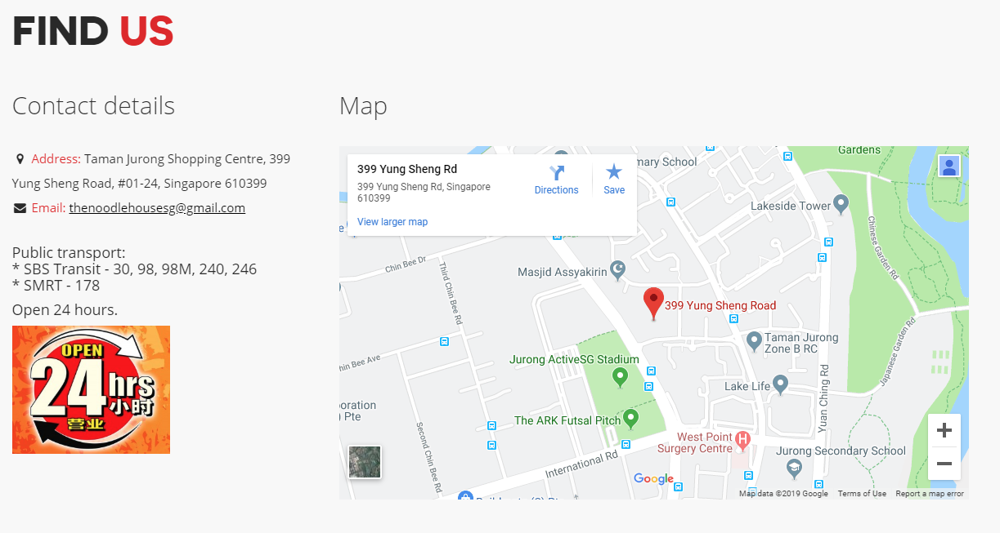 FIND US
Contact details
Address: Taman Jurong Shopping Centre, 399
Yung Sheng Road, #01-24, Singapore 610399
Email: thenoodlehousesg@gmail.com
Public transport:
* SBS Transit - 30, 98, 98M, 240, 246
* SMRT - 178
Open 24 hours.
OPEN
24hrs
小时
营业
Map
399 Yung Sheng Rd
399 Yung Sheng Rd, Singapore
610399
Directions
Save
View larger map
mary School
Gardens
Lakeside Tower
Chinese Garden Rd
Chin Bee Dr
Third Chin Bee Rd
Masjid Assyakirin
399 Yung Sheng Road
Taman Jurong
Zone B RC
Japanese Garden Rd
hin Bee Ave
Jurong ActiveSG Stadium
Lake Life
Yuan Ching Rd
poration
) Pte
Second Chin Bee Rd
The ARK Futsal Pitch
West Point
Surgery Centre
H
International Rd
Jurong Secondary School
Google
Map data ©2019 Google
Terms of Use
Report a map error